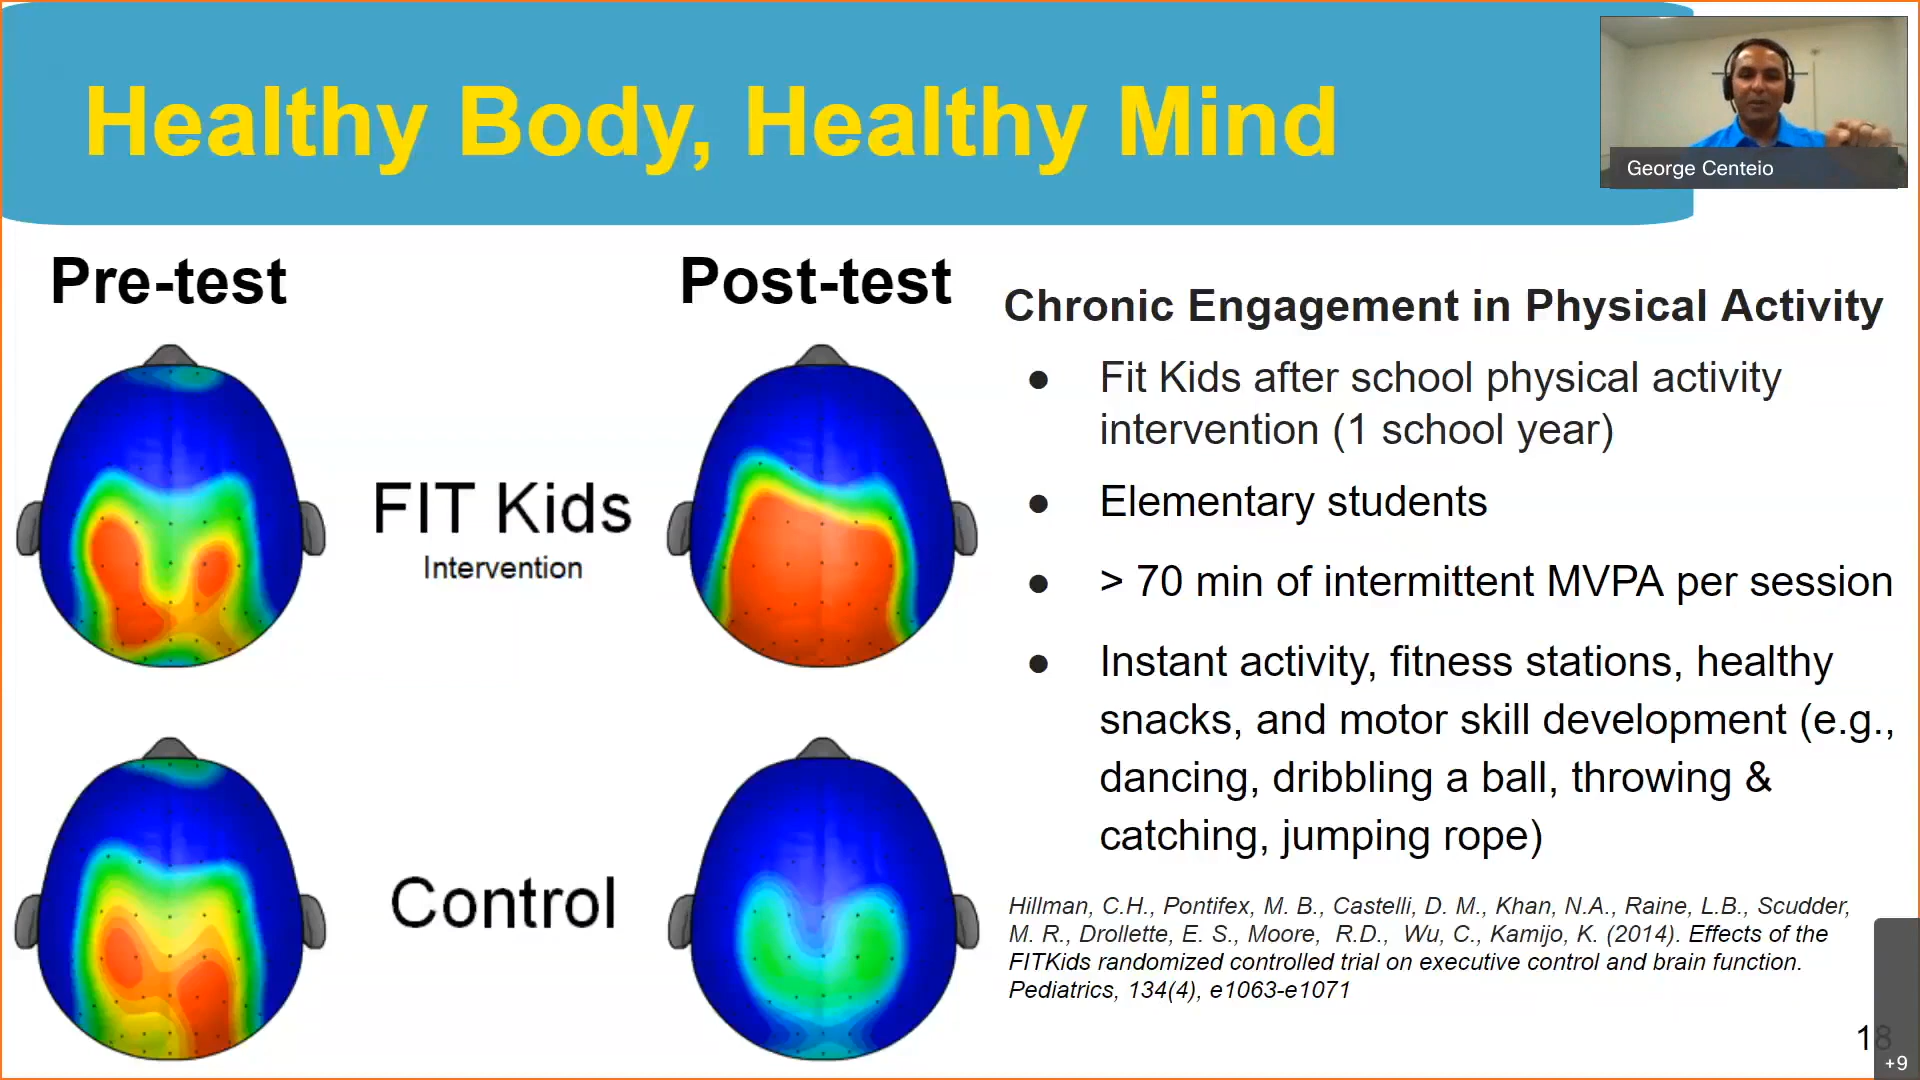 Healthy Body, Healthy Mind
George Centeio
Pre-test
Post-test
FIT Kids
Intervention
Control
Chronic Engagement in Physical Activity
● Fit Kids after school physical activity
intervention (1 school year)
● Elementary students
● > 70 min of intermittent MVPA per session
● Instant activity, fitness stations, healthy
snacks, and motor skill development (e.g.,
dancing, dribbling a ball, throwing &
catching, jumping rope)
Hillman, C.H., Pontifex, M. B., Castelli, D. M., Khan, N.A., Raine, L.B., Scudder,
M. R., Drollette, E. S., Moore, R.D., Wu, C., Kamijo, K. (2014). Effects of the
FITKids randomized controlled trial on executive control and brain function.
Pediatrics, 134(4), e1063-e1071
18
+9